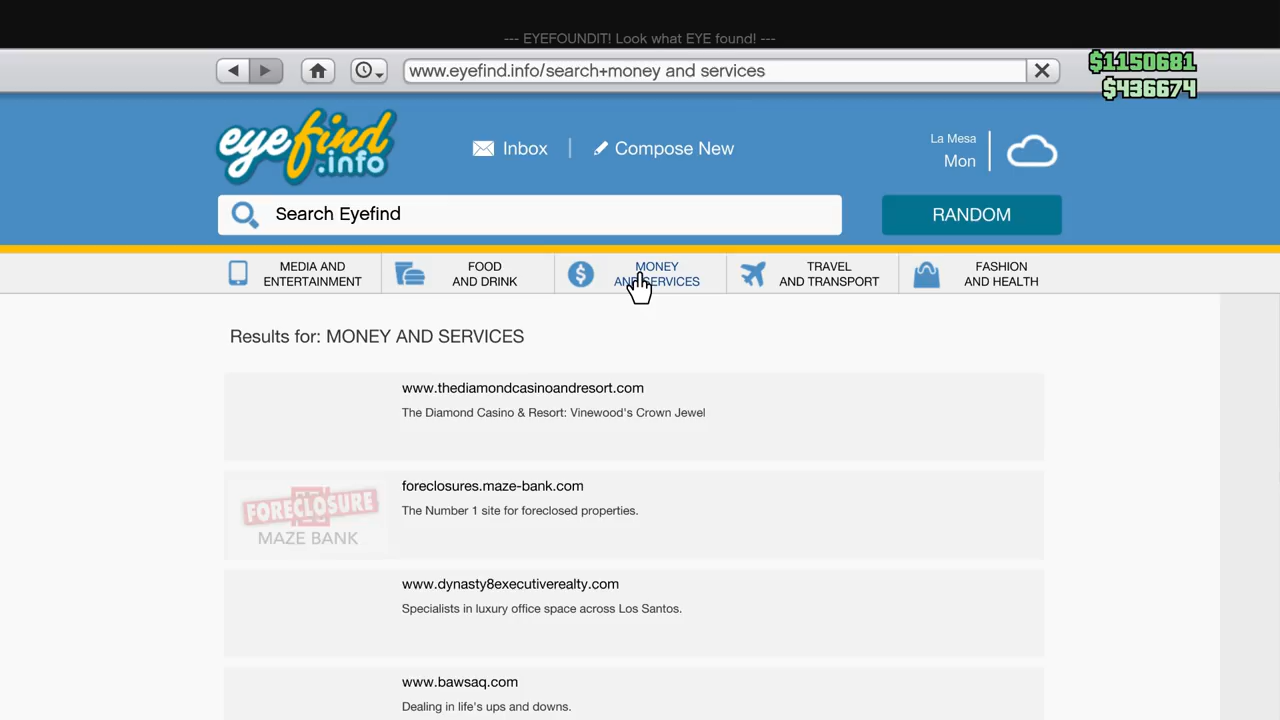 --- EYEFOUNDIT! Look what EYE found! ---
www.eyefind.info/search+money and services
$1150681
$436674
eyefind
.info
Inbox
Compose New
La Mesa
Mon
Search Eyefind
RANDOM
MEDIA AND
ENTERTAINMENT
FOOD
AND DRINK
MONEY
AND SERVICES
TRAVEL
AND TRANSPORT
FASHION
AND HEALTH
Results for: MONEY AND SERVICES
www.thediamondcasinoandresort.com
The Diamond Casino & Resort: Vinewood's Crown Jewel
FORECLOSURE
MAZE BANK
foreclosures.maze-bank.com
The Number 1 site for foreclosed properties.
www.dynasty8executiverealty.com
Specialists in luxury office space across Los Santos.
www.bawsaq.com
Dealing in life's ups and downs.